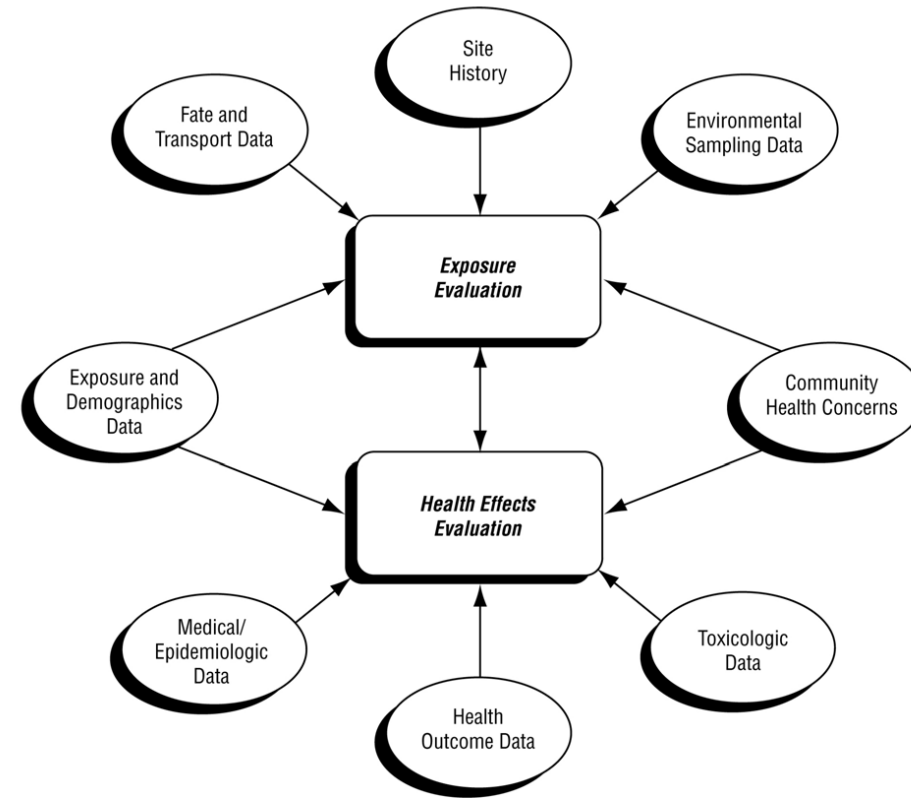 Site
History
Fate and
Transport Data
Environmental
Sampling Data
Exposure
Evaluation
Exposure and
Demographics
Data
Community
Health Concerns
Health Effects
Evaluation
Medical/
Epidemiologic
Data
Toxicologic
Data
Health
Outcome Data